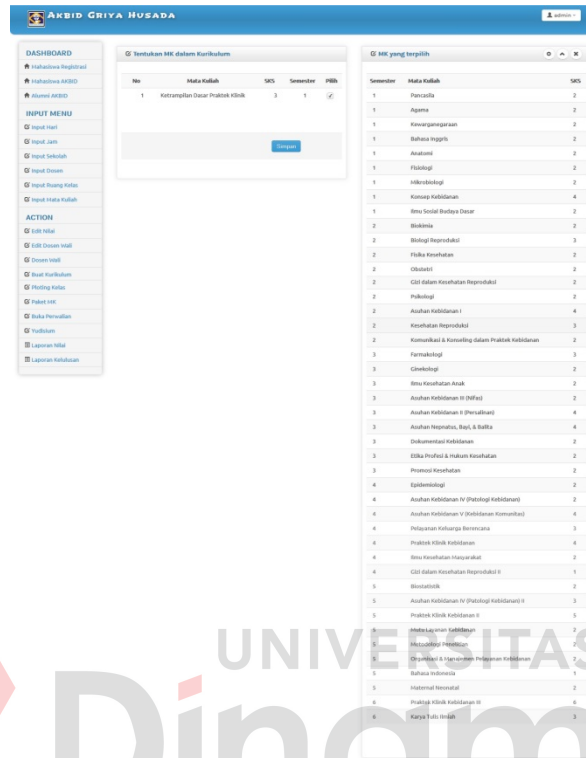 AKBID GRIYA HUSADA
admin
DASHBOARD
Mahasiswa Registrasi
Mahasiswa AKBID
Alumni AKBID
INPUT MENU
Input Hari
Input Jam
Input Sekolah
Input Dosen
Input Ruang Kelas
Input Mata Kuliah
ACTION
Edit Nilai
Edit Dosen Wali
Dosen Wali
Buat Kurikulum
Ploting Kelas
Paket MK
Buka Perwalian
Yudisium
Laporan Nilai
Laporan Kelulusan
Tentukan MK dalam Kurikulum
No Mata Kuliah SKS Semester Pilih
1 Ketrampilan Dasar Praktek Klinik 3 1
Simpan
MK yang terpilih
Semester Mata Kuliah SKS
1 Pancasila 2
1 Agama 2
1 Kewarganegaraan 2
1 Bahasa Inggris 2
1 Anatomi 2
1 Fisiologi 2
1 Mikrobiologi 2
1 Konsep Kebidanan 4
1 Ilmu Sosial Budaya Dasar 2
2 Biokimia 2
2 Biologi Reproduksi 3
2 Fisika Kesehatan 2
2 Obstetri 2
2 Gizi dalam Kesehatan Reproduksi 2
2 Psikologi 2
2 Asuhan Kebidanan I 4
2 Kesehatan Reproduksi 3
2 Komunikasi & Konseling dalam Praktek Kebidanan 2
3 Farmakologi 3
3 Ginekologi 2
3 Ilmu Kesehatan Anak 2
3 Asuhan Kebidanan III (Nifas) 2
3 Asuhan Kebidanan II (Persalinan) 4
3 Asuhan Nepnatus, Bayi, & Balita 4
3 Dokumentasi Kebidanan 2
3 Etika Profesi & Hukum Kesehatan 2
3 Promosi Kesehatan 2
4 Epidemiologi 2
4 Asuhan Kebidanan IV (Patologi Kebidanan) 2
4 Asuhan Kebidanan V (Kebidanan Komunitas) 4
4 Pelayanan Keluarga Berencana 3
4 Praktek Klinik Kebidanan 4
4 Ilmu Kesehatan Masyarakat 2
4 Gizi dalam Kesehatan Reproduksi II 1
5 Biostatistik 2
5 Asuhan Kebidanan IV (Patologi Kebidanan) II 3
5 Praktek Klinik Kebidanan II 5
5 Mutu Layanan Kebidanan 2
5 Metodologi Penelitian 2
5 Organisasi & Manajemen Pelayanan Kebidanan 2
5 Bahasa Indonesia 1
5 Maternal Neonatal 2
6 Praktek Klinik Kebidanan III 6
6 Karya Tulis Ilmiah 3
UNIVERSITAS
Dinam